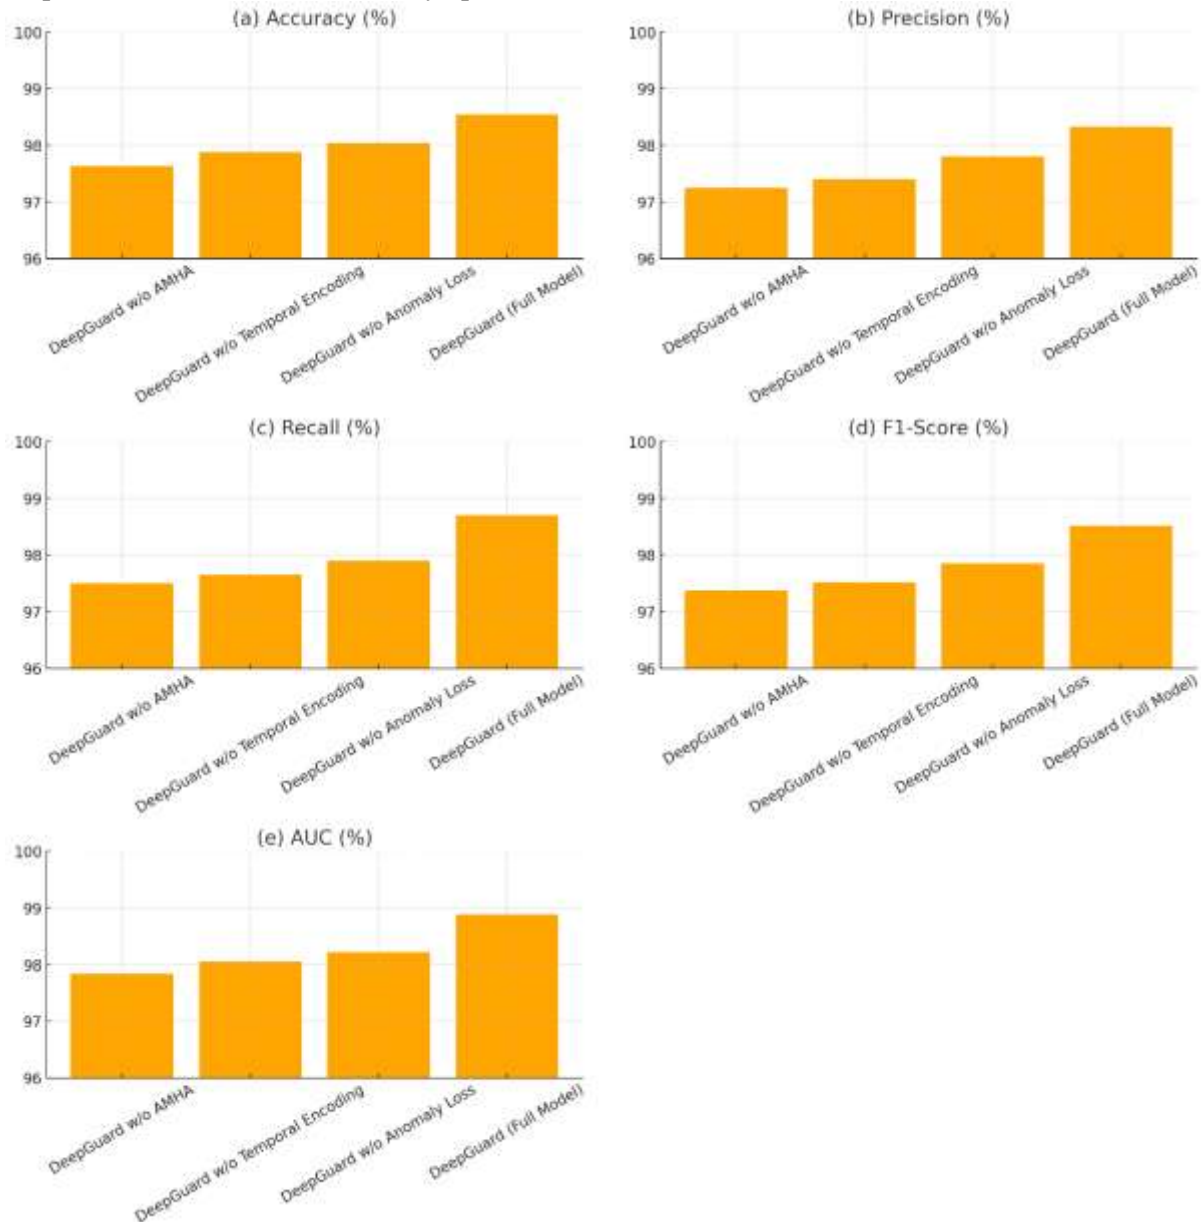 (a) Accuracy (%)
100
99
98
97
96
DeepGuard w/o AMHA
DeepGuard w/o Temporal Encoding
DeepGuard w/o Anomaly Loss
DeepGuard (Full Model)
(b) Precision (%)
100
99
98
97
96
DeepGuard w/o AMHA
DeepGuard w/o Temporal Encoding
DeepGuard w/o Anomaly Loss
DeepGuard (Full Model)
(c) Recall (%)
100
99
98
97
96
DeepGuard w/o AMHA
DeepGuard w/o Temporal Encoding
DeepGuard w/o Anomaly Loss
DeepGuard (Full Model)
(d) F1-Score (%)
100
99
98
97
96
DeepGuard w/o AMHA
DeepGuard w/o Temporal Encoding
DeepGuard w/o Anomaly Loss
DeepGuard (Full Model)
(e) AUC (%)
100
99
98
97
96
DeepGuard w/o AMHA
DeepGuard w/o Temporal Encoding
DeepGuard w/o Anomaly Loss
DeepGuard (Full Model)